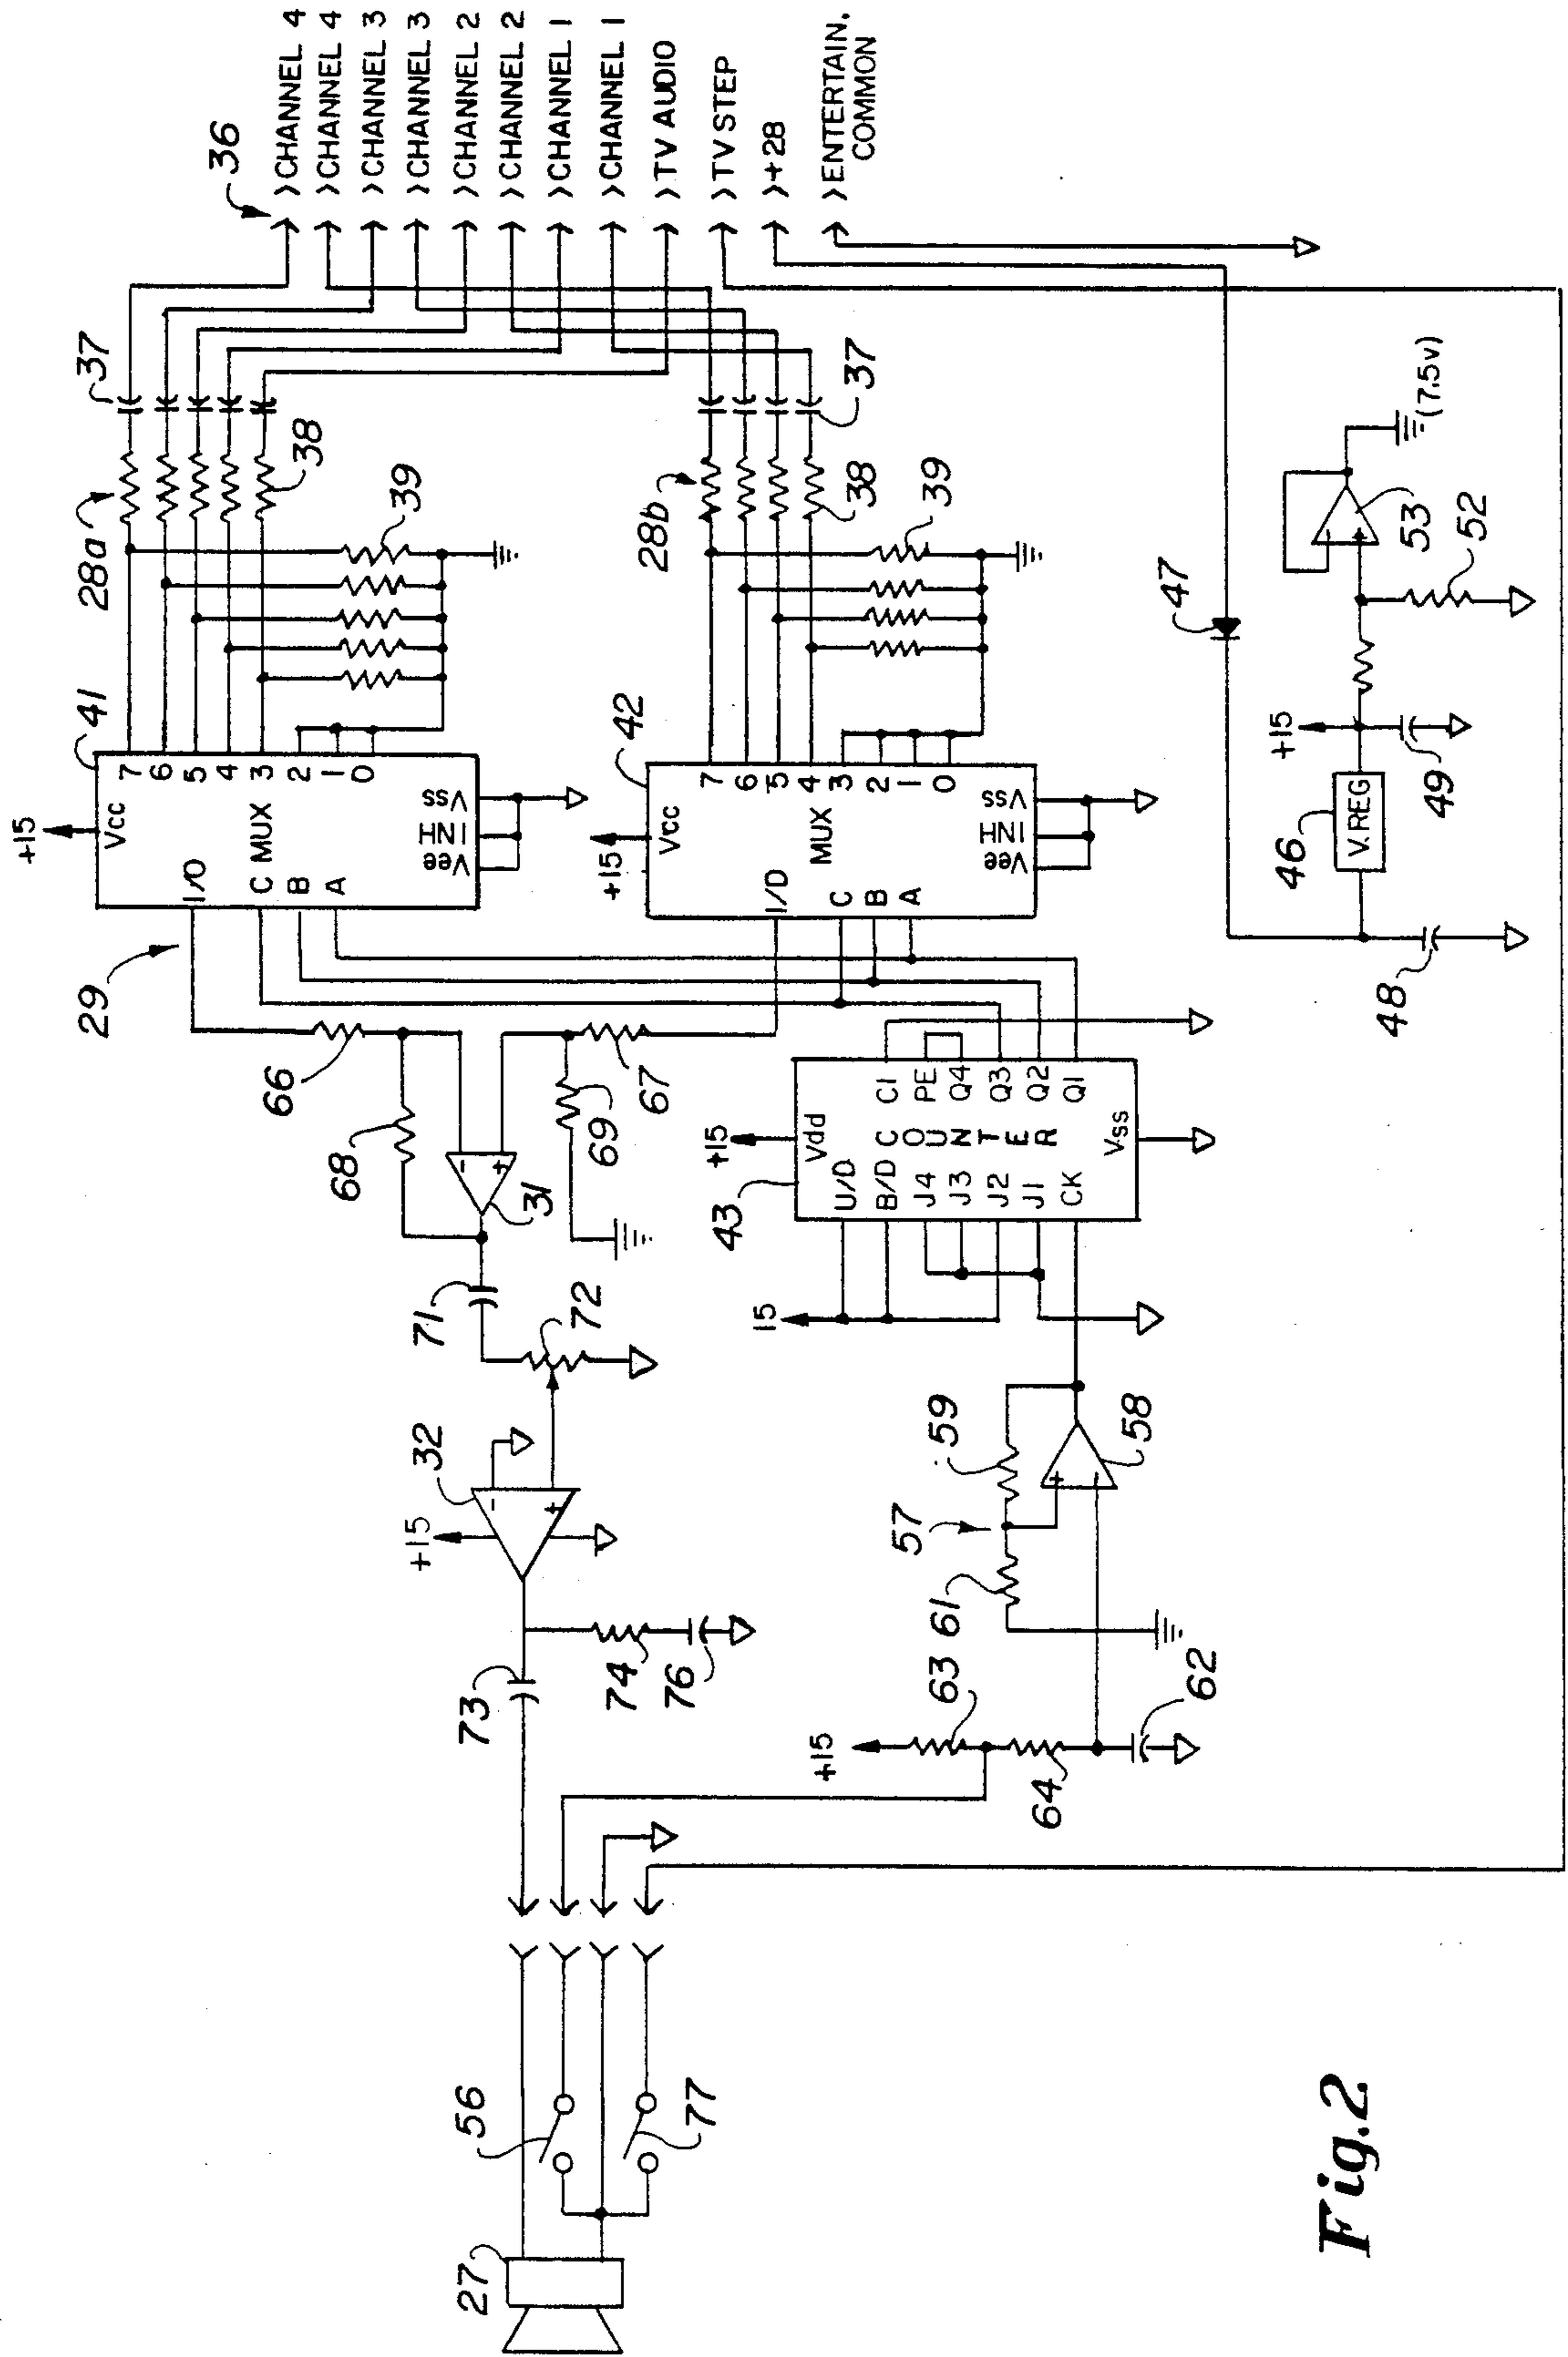 36
CHANNEL 4
CHANNEL 4
CHANNEL 3
CHANNEL 3
CHANNEL 2
CHANNEL 2
CHANNEL 1
CHANNEL 1
TV AUDIO
TV STEP
+28
ENTERTAIN.
COMMON
37
28a
38
39
41
+15
Vcc
I/O
C MUX
B
A
7
6
5
4
3
2
1
0
Vee
INH
Vss
29
37
28b
38
39
42
+15
Vcc
I/D
MUX
C
B
A
7
6
5
4
3
2
1
0
Vee
INH
Vss
47
(7.5v)
53
52
+15
49
46
V.REG
48
66
68
67
69
31
71
72
32
+15
-
+
73
74
76
43
+15
Vdd
U/D
B/D
J4
J3
J2
J1
CK
COUNTER
C1
PE
Q4
Q3
Q2
Q1
Vss
15
59
57
58
61
63
+15
64
62
56
77
27
Fig.2